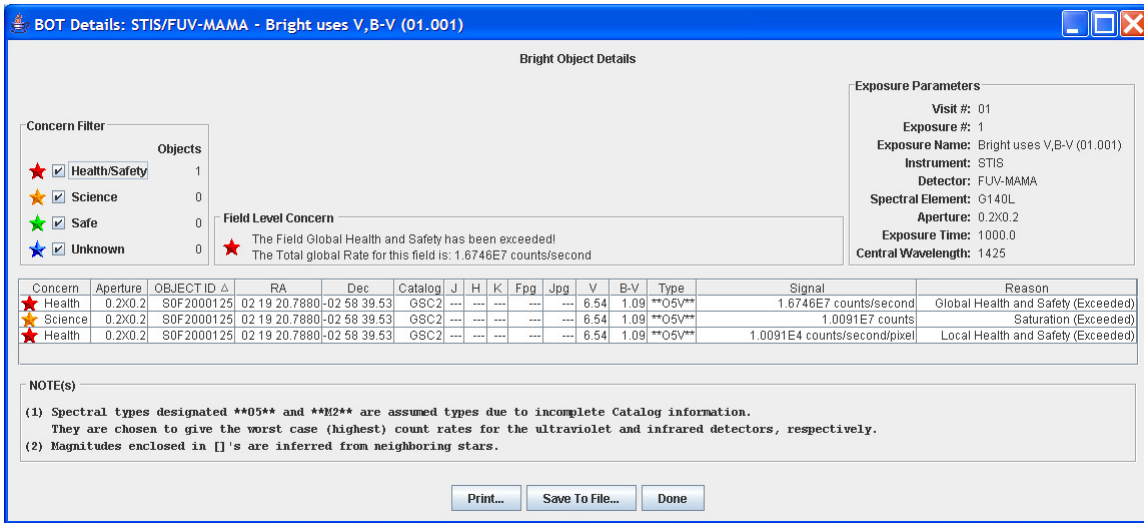 BOT Details: STIS/FUV-MAMA - Bright uses V,B-V (01.001)
Bright Object Details
Concern Filter
Objects
Health/Safety 1
Science 0
Safe 0
Unknown 0
Field Level Concern
The Field Global Health and Safety has been exceeded!
The Total global Rate for this field is: 1.6746E7 counts/second
Exposure Parameters
Visit #: 01
Exposure #: 1
Exposure Name: Bright uses V,B-V (01.001)
Instrument: STIS
Detector: FUV-MAMA
Spectral Element: G140L
Aperture: 0.2X0.2
Exposure Time: 1000.0
Central Wavelength: 1425
Concern Aperture OBJECT ID △ RA Dec Catalog J H K Fpg Jpg V B-V Type Signal Reason
Health 0.2X0.2 S0F2000125 02 19 20.7880 -02 58 39.53 GSC2 --- --- --- --- --- 6.54 1.09 **O5V** 1.6746E7 counts/second Global Health and Safety (Exceeded)
Science 0.2X0.2 S0F2000125 02 19 20.7880 -02 58 39.53 GSC2 --- --- --- --- --- 6.54 1.09 **O5V** 1.0091E7 counts Saturation (Exceeded)
Health 0.2X0.2 S0F2000125 02 19 20.7880 -02 58 39.53 GSC2 --- --- --- --- --- 6.54 1.09 **O5V** 1.0091E4 counts/second/pixel Local Health and Safety (Exceeded)
NOTE(s)
(1) Spectral types designated **O5** and **M2** are assumed types due to incomplete Catalog information.
They are chosen to give the worst case (highest) count rates for the ultraviolet and infrared detectors, respectively.
(2) Magnitudes enclosed in []'s are inferred from neighboring stars.
Print... Save To File... Done